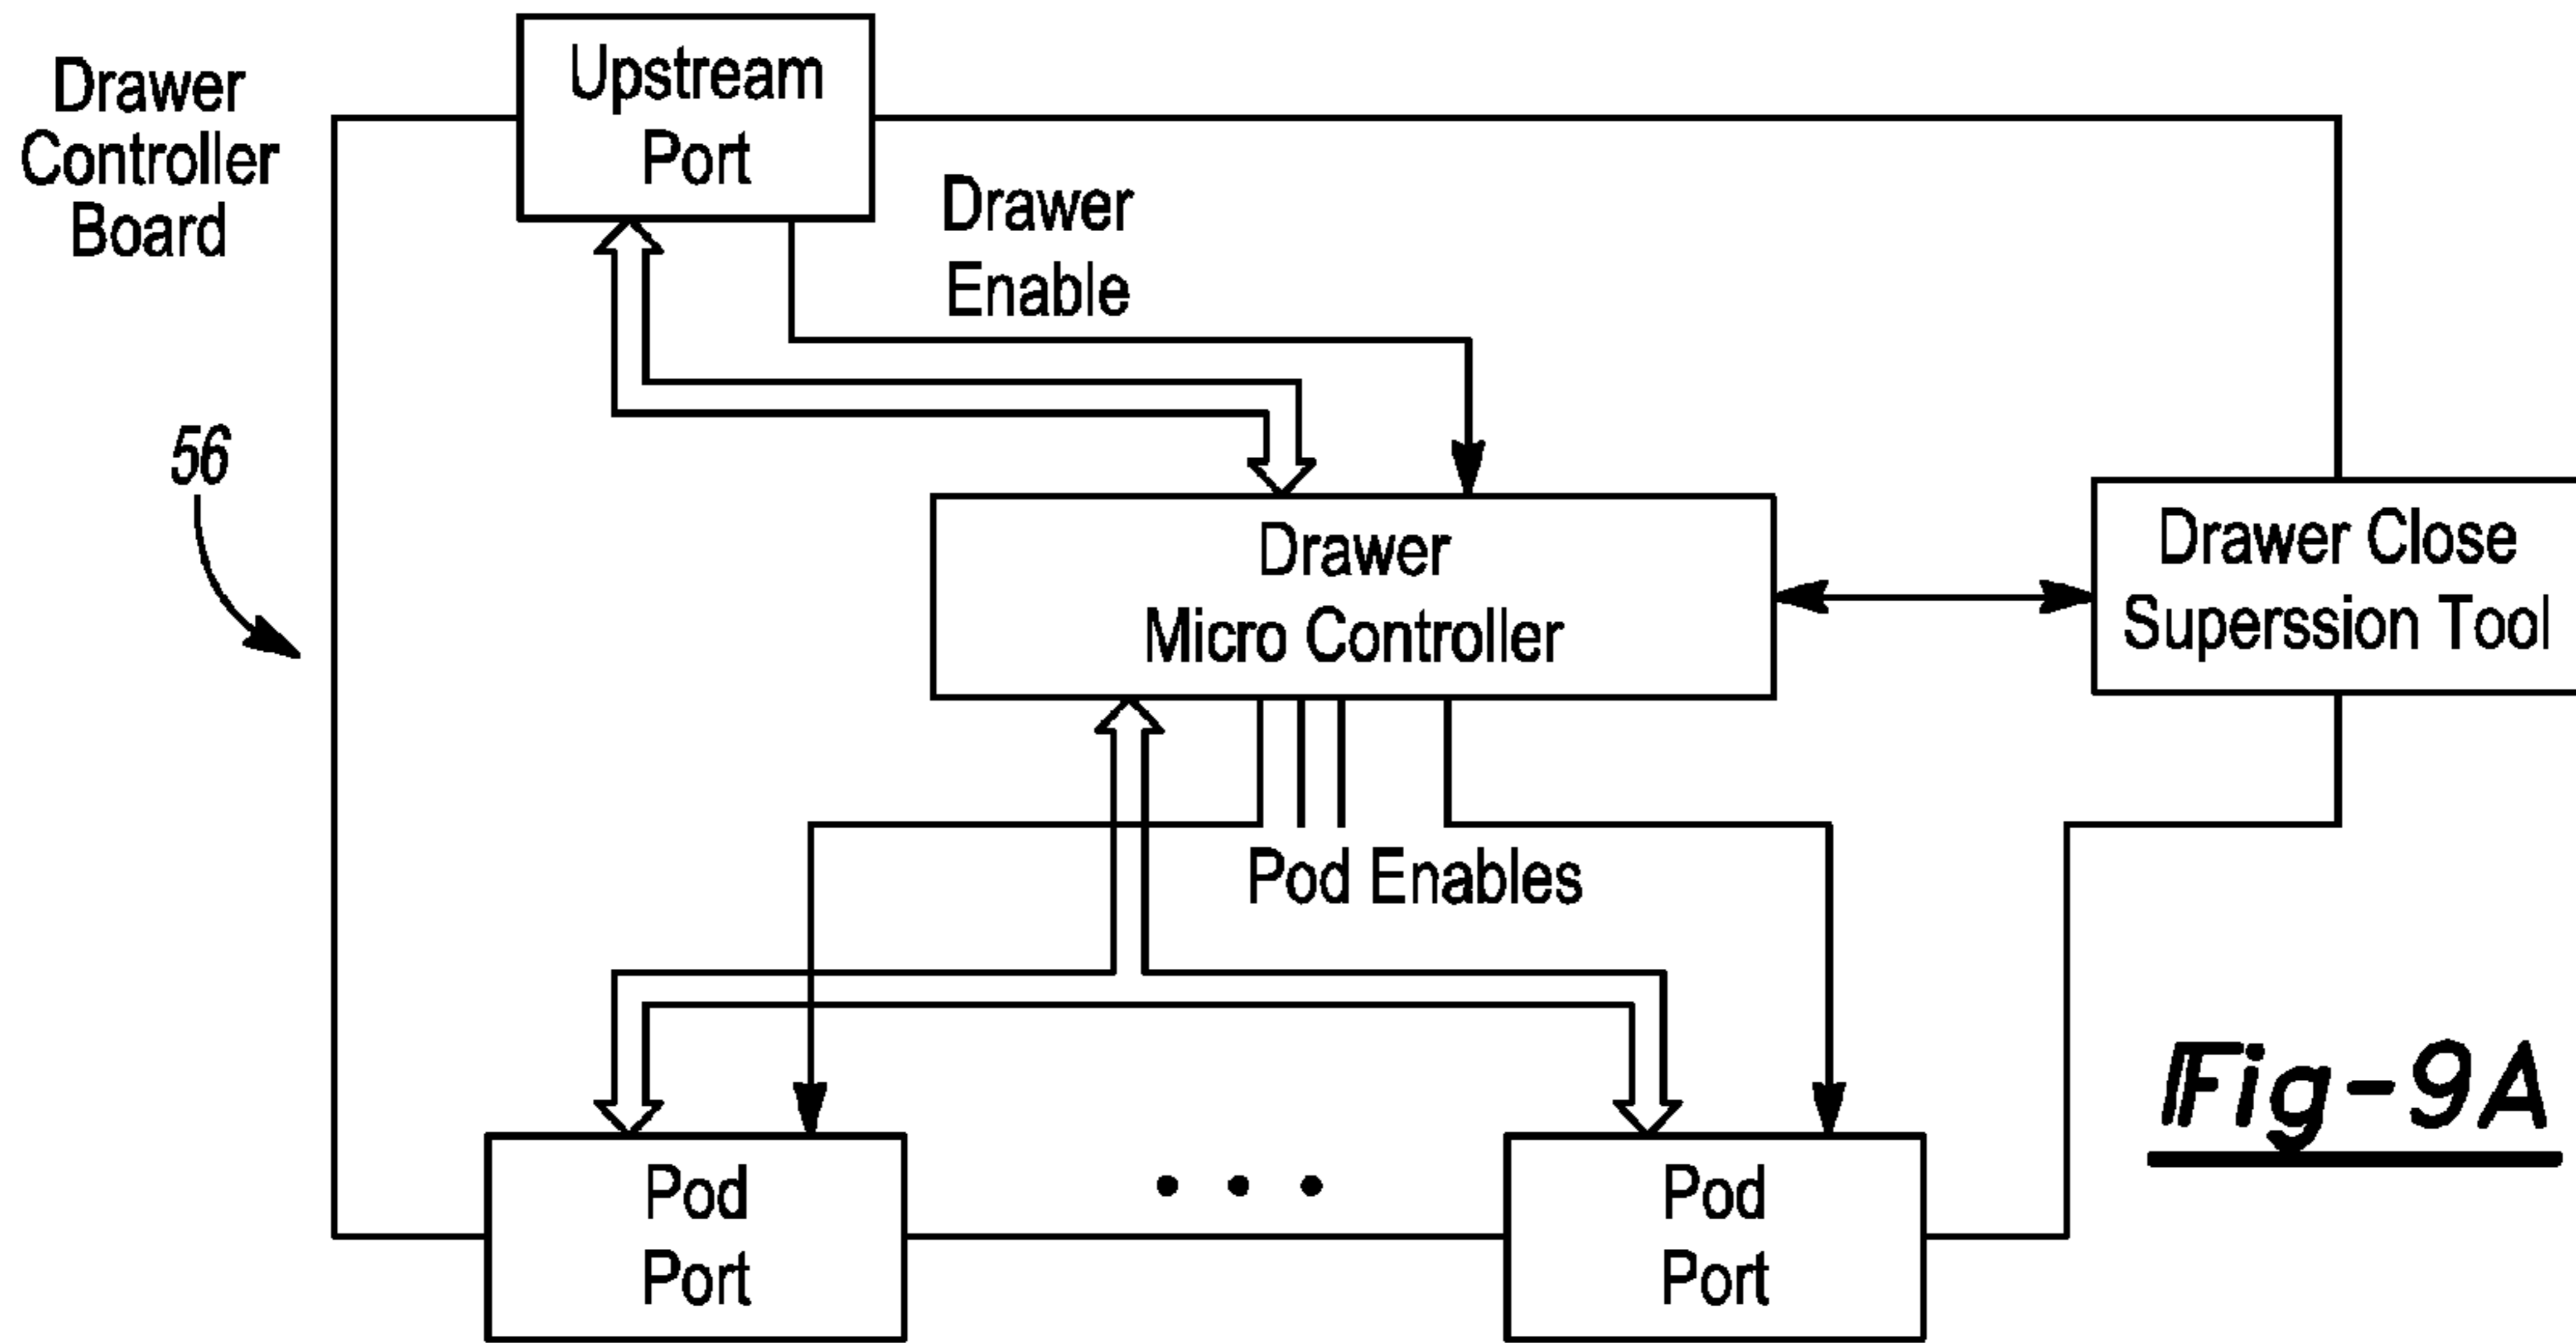 Drawer
Controller
Board
Upstream
Port
Drawer
Enable
56
Drawer
Micro Controller
Drawer Close
Superssion Tool
Pod Enables
Pod
Port
• • •
Pod
Port
Fig-9A